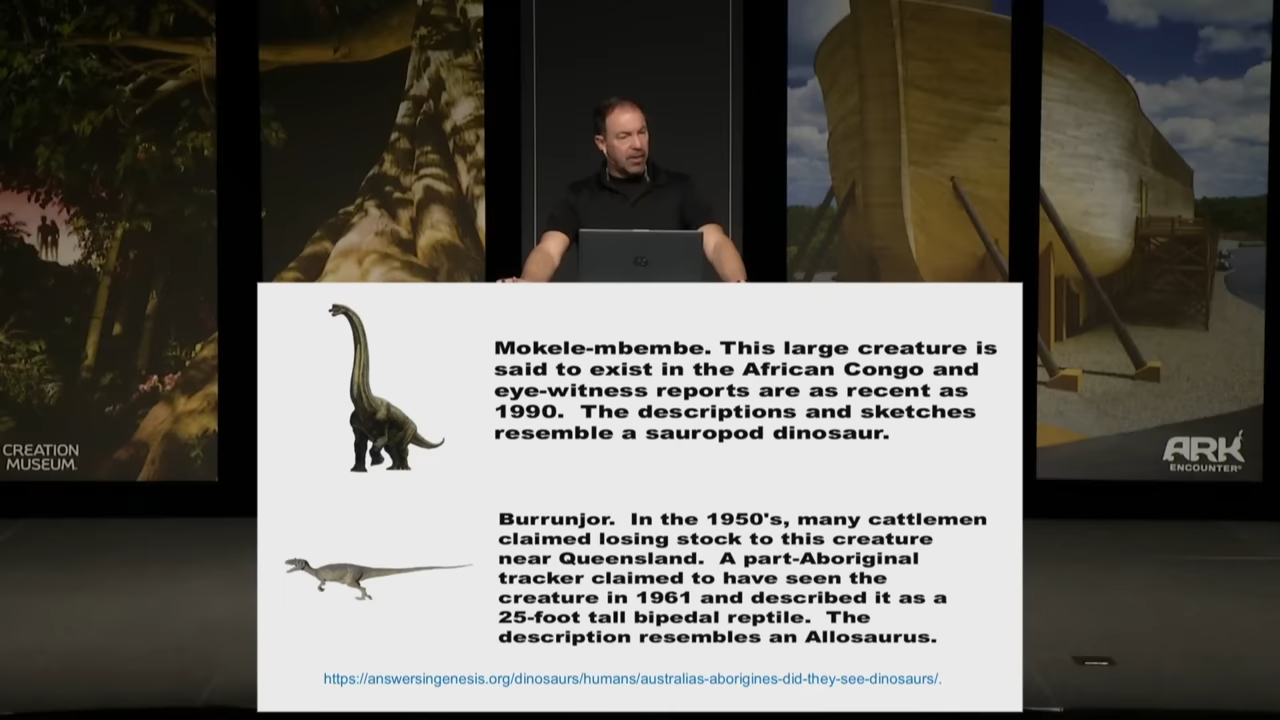 Mokele-mbembe. This large creature is
said to exist in the African Congo and
eye-witness reports are as recent as
1990.  The descriptions and sketches
resemble a sauropod dinosaur.
CREATION
MUSEUM
ARK
ENCOUNTER
Burrunjor.  In the 1950's, many cattlemen
claimed losing stock to this creature
near Queensland.  A part-Aboriginal
tracker claimed to have seen the
creature in 1961 and described it as a
25-foot tall bipedal reptile.  The
description resembles an Allosaurus.
https://answersingenesis.org/dinosaurs/humans/australias-aborigines-did-they-see-dinosaurs/.